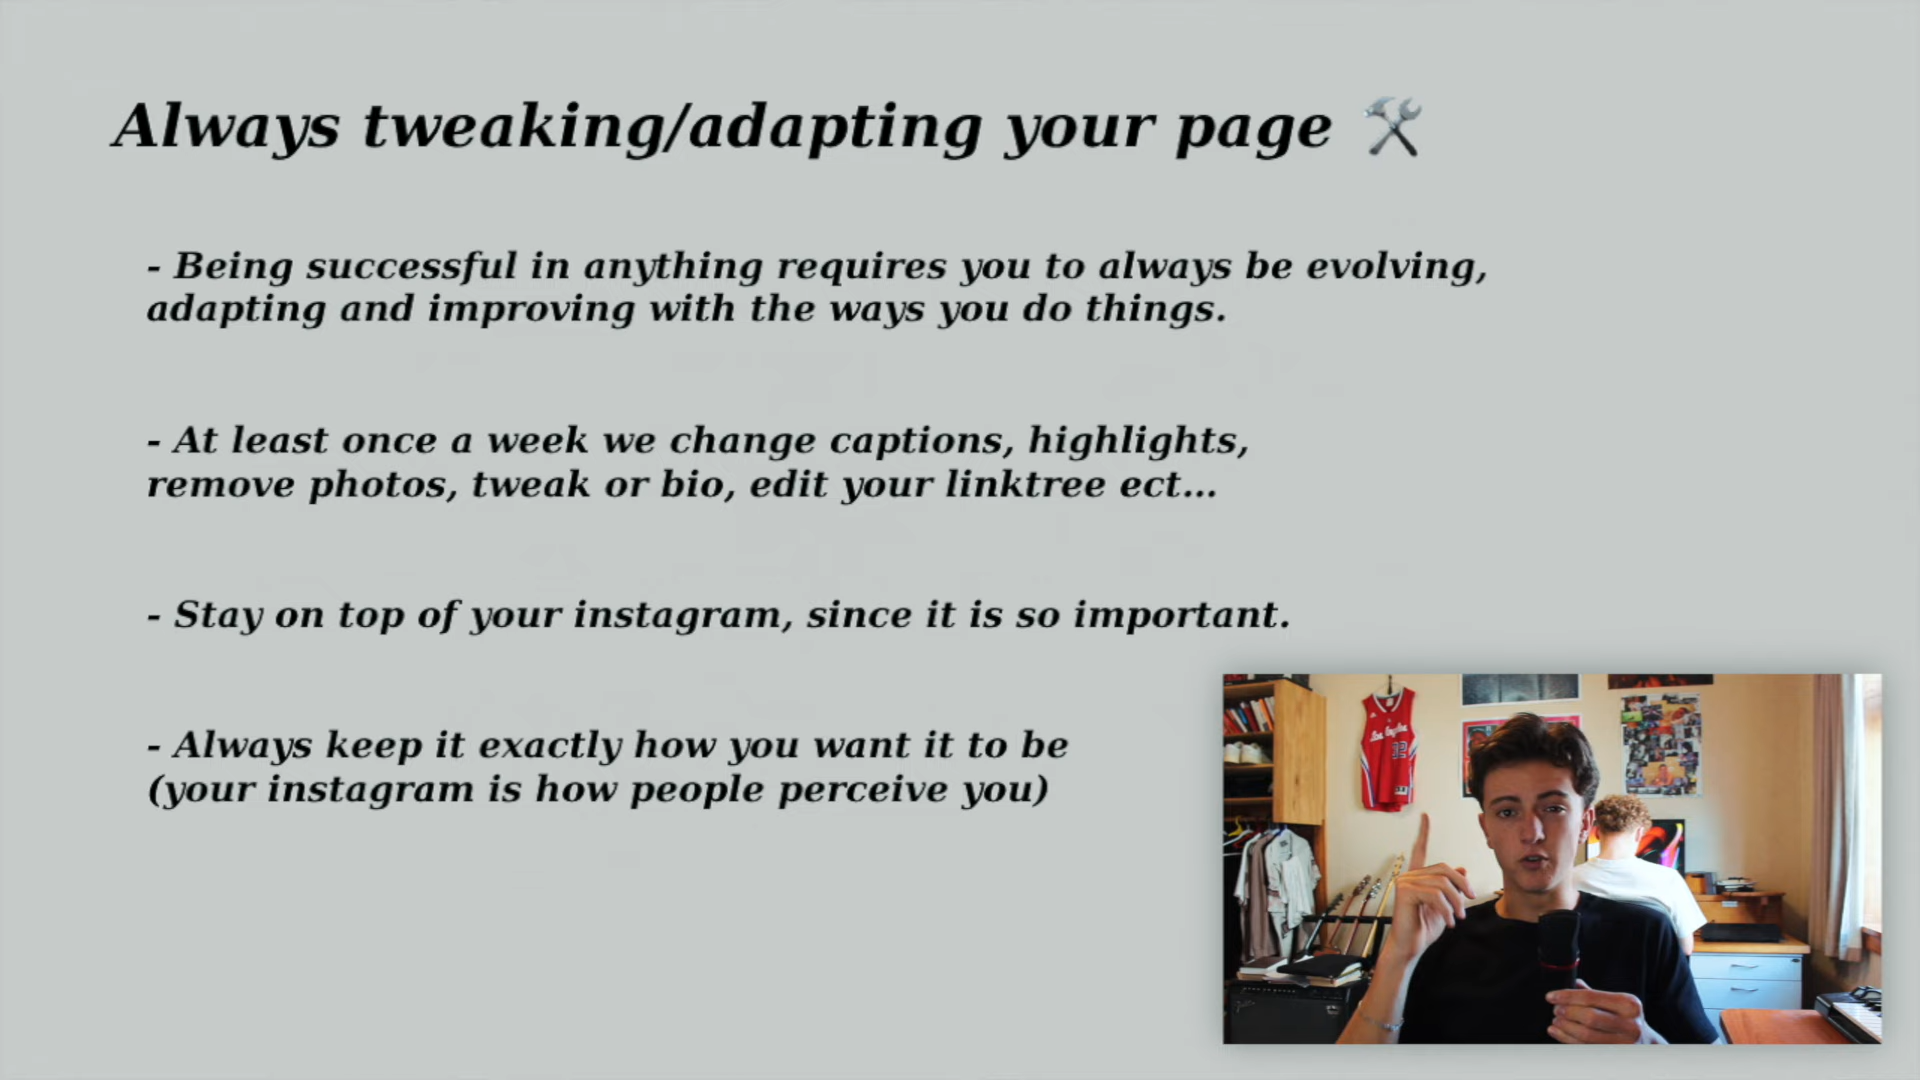 Always tweaking/adapting your page 🛠
- Being successful in anything requires you to always be evolving,
adapting and improving with the ways you do things.
- At least once a week we change captions, highlights,
remove photos, tweak or bio, edit your linktree ect...
- Stay on top of your instagram, since it is so important.
- Always keep it exactly how you want it to be
(your instagram is how people perceive you)
Los Angeles